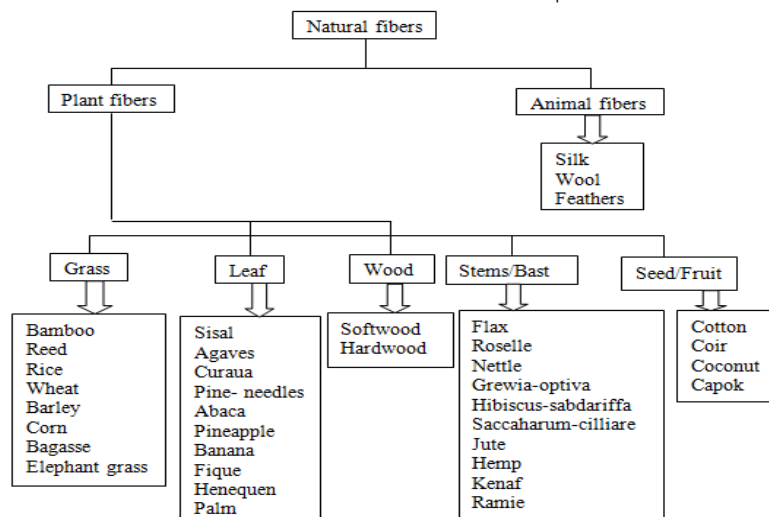 Natural fibers
Plant fibers
Animal fibers
Silk
Wool
Feathers
Grass
Leaf
Wood
Stems/Bast
Seed/Fruit
Bamboo
Reed
Rice
Wheat
Barley
Corn
Bagasse
Elephant grass
Sisal
Agaves
Curaua
Pine- needles
Abaca
Pineapple
Banana
Fique
Henequen
Palm
Softwood
Hardwood
Flax
Roselle
Nettle
Grewia-optiva
Hibiscus-sabdariffa
Saccaharum-cilliare
Jute
Hemp
Kenaf
Ramie
Cotton
Coir
Coconut
Capok